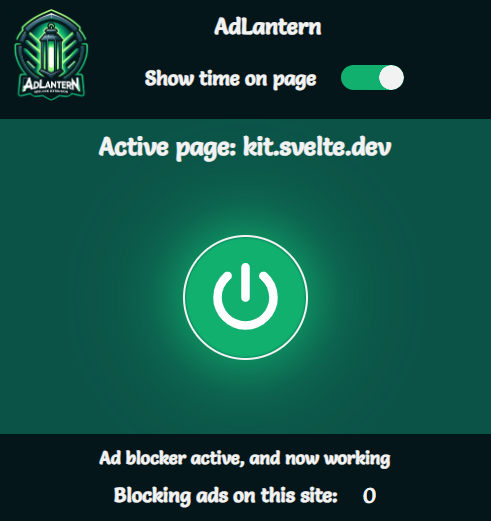 AdLantern
ADLANTERN
Show time on page
Active page: kit.svelte.dev
Ad blocker active, and now working
Blocking ads on this site: 0